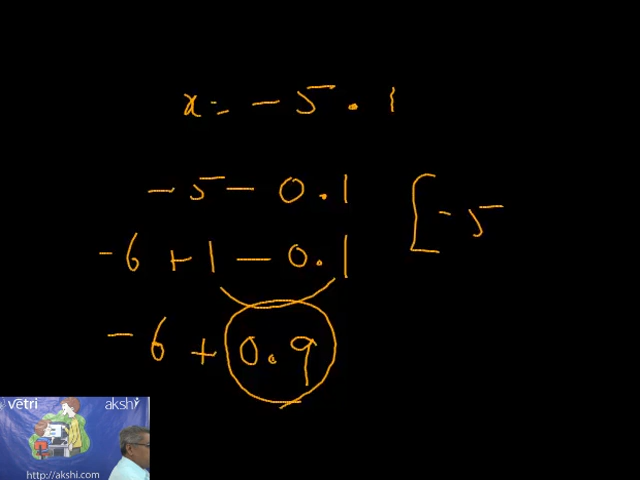 x = - 5 . 1
- 5 - 0 . 1
[ - 5
- 6 + 1 - 0 . 1
- 6 + 0 . 9
vetri akshi
http://akshi.com